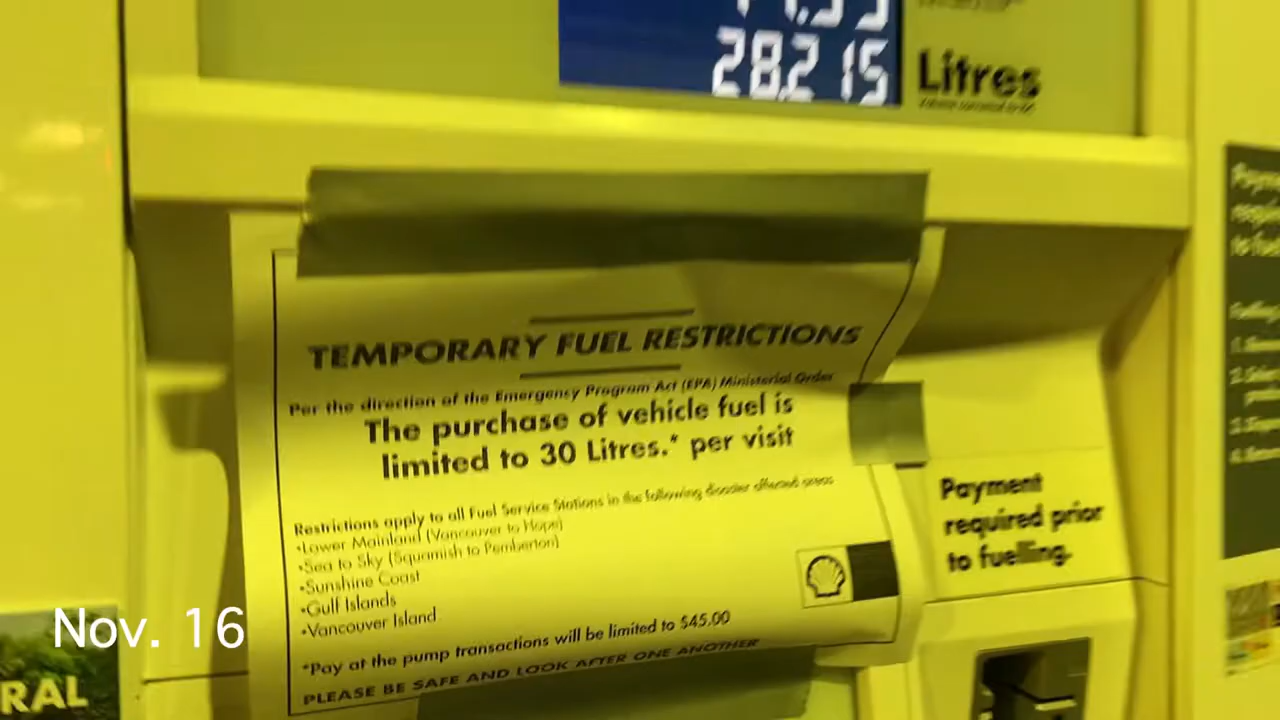 28.215
Litres
TEMPORARY FUEL RESTRICTIONS
Per the direction of the Emergency Program Act (EPA) Ministerial Order
The purchase of vehicle fuel is
limited to 30 Litres.* per visit
Restrictions apply to all Fuel Service Stations in the following disaster affected areas
•Lower Mainland (Vancouver to Hope)
•Sea to Sky (Squamish to Pemberton)
•Sunshine Coast
•Gulf Islands
•Vancouver Island
*Pay at the pump transactions will be limited to $45.00
PLEASE BE SAFE AND LOOK AFTER ONE ANOTHER
Payment
required prior
to fuelling.
Nov. 16
RAL